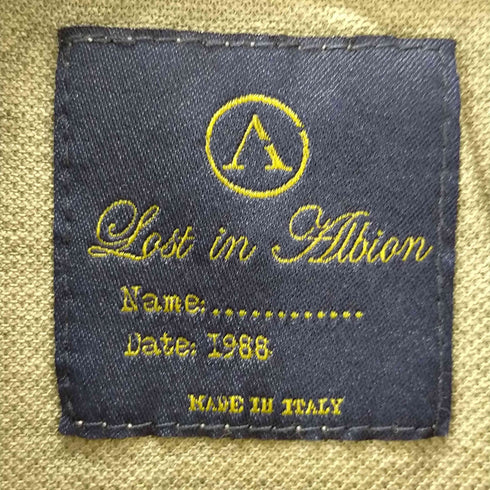 Λ
Lost in Albion
Name:............
Date: 1988
MADE IN ITALY